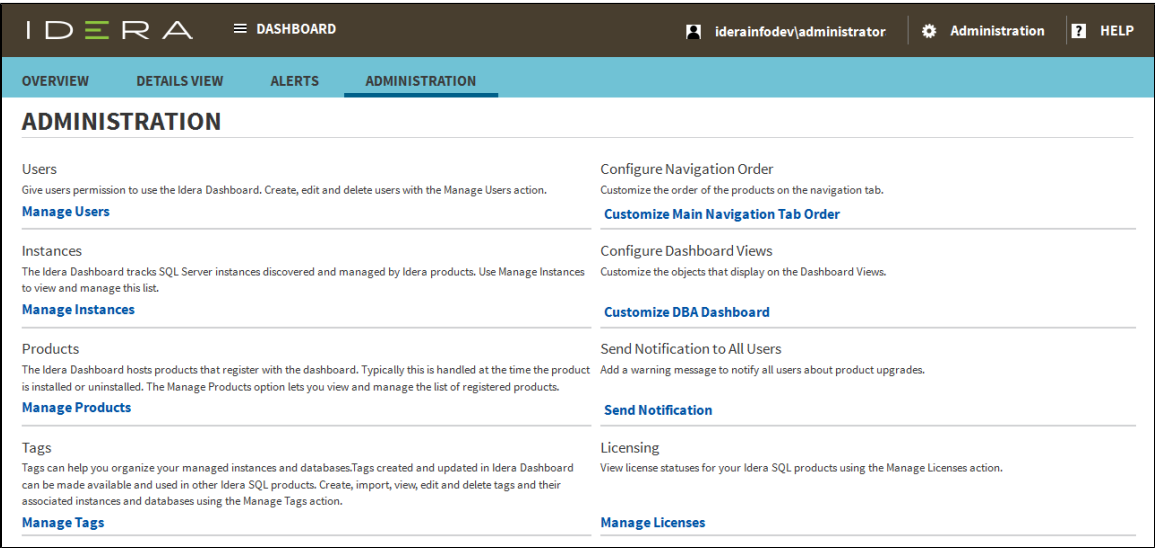 IDERA
DASHBOARD
iderainfodev\administrator
Administration
? HELP
OVERVIEW
DETAILS VIEW
ALERTS
ADMINISTRATION
ADMINISTRATION
Users
Give users permission to use the Idera Dashboard. Create, edit and delete users with the Manage Users action.
Manage Users
Configure Navigation Order
Customize the order of the products on the navigation tab.
Customize Main Navigation Tab Order
Instances
The Idera Dashboard tracks SQL Server instances discovered and managed by Idera products. Use Manage Instances
to view and manage this list.
Manage Instances
Configure Dashboard Views
Customize the objects that display on the Dashboard Views.
Customize DBA Dashboard
Products
The Idera Dashboard hosts products that register with the dashboard. Typically this is handled at the time the product
is installed or uninstalled. The Manage Products option lets you view and manage the list of registered products.
Manage Products
Send Notification to All Users
Add a warning message to notify all users about product upgrades.
Send Notification
Tags
Tags can help you organize your managed instances and databases.Tags created and updated in Idera Dashboard
can be made available and used in other Idera SQL products. Create, import, view, edit and delete tags and their
associated instances and databases using the Manage Tags action.
Manage Tags
Licensing
View license statuses for your Idera SQL products using the Manage Licenses action.
Manage Licenses